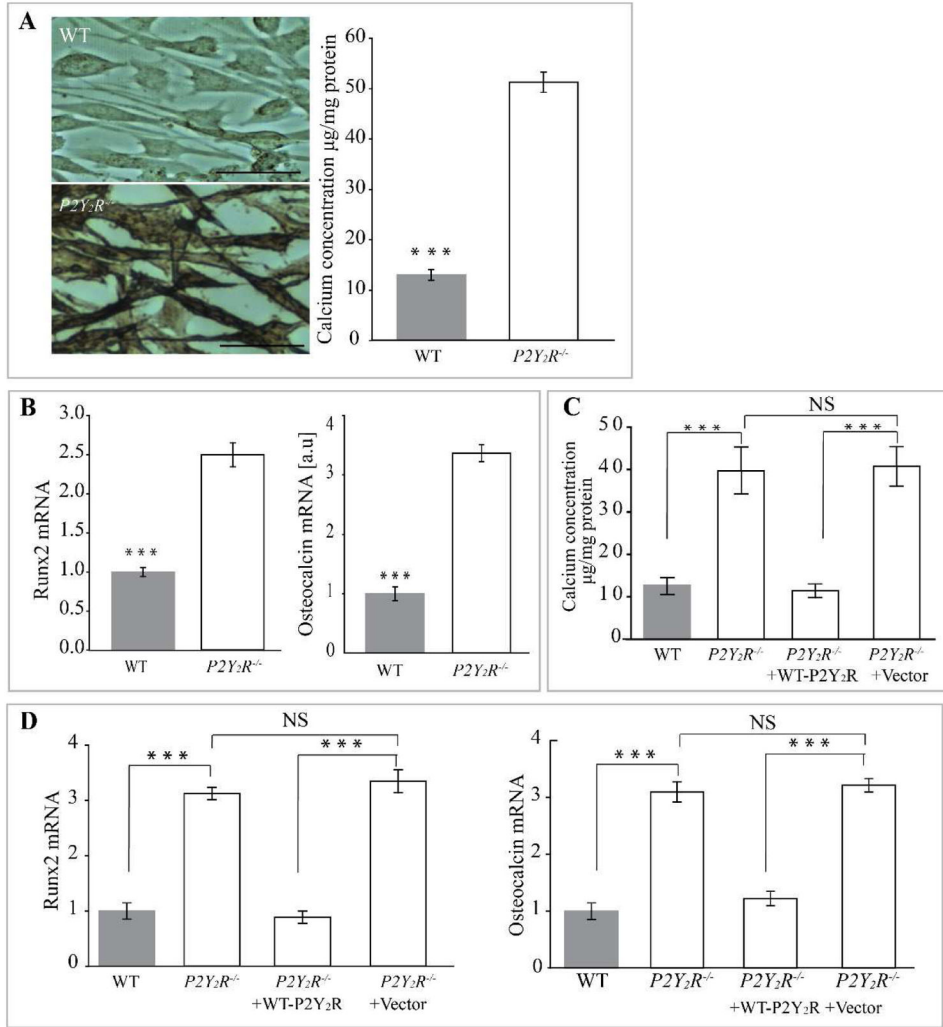 A
WT
P2Y₂R⁻/⁻
Calcium concentration µg/mg protein
60
50
40
30
20
10
0
* * *
WT
P2Y₂R⁻/⁻
B
Runx2 mRNA
3.0
2.5
2.0
1.5
1.0
0.5
0.0
* * *
WT
P2Y₂R⁻/⁻
Osteocalcin mRNA [a.u]
4
3
2
1
0
***
WT
P2Y₂R⁻/⁻
C
NS
* * *
* * *
Calcium concentration
µg/mg protein
50
40
30
20
10
0
WT
P2Y₂R⁻/⁻
P2Y₂R⁻/⁻
+WT-P2Y₂R
P2Y₂R⁻/⁻
+Vector
D
NS
* * *
* * *
Runx2 mRNA
4
3
2
1
0
WT
P2Y₂R⁻/⁻
P2Y₂R⁻/⁻
+WT-P2Y₂R
P2Y₂R⁻/⁻
+Vector
NS
* * *
* * *
Osteocalcin mRNA
4
3
2
1
0
WT
P2Y₂R⁻/⁻
P2Y₂R⁻/⁻
+WT-P2Y₂R
P2Y₂R⁻/⁻
+Vector